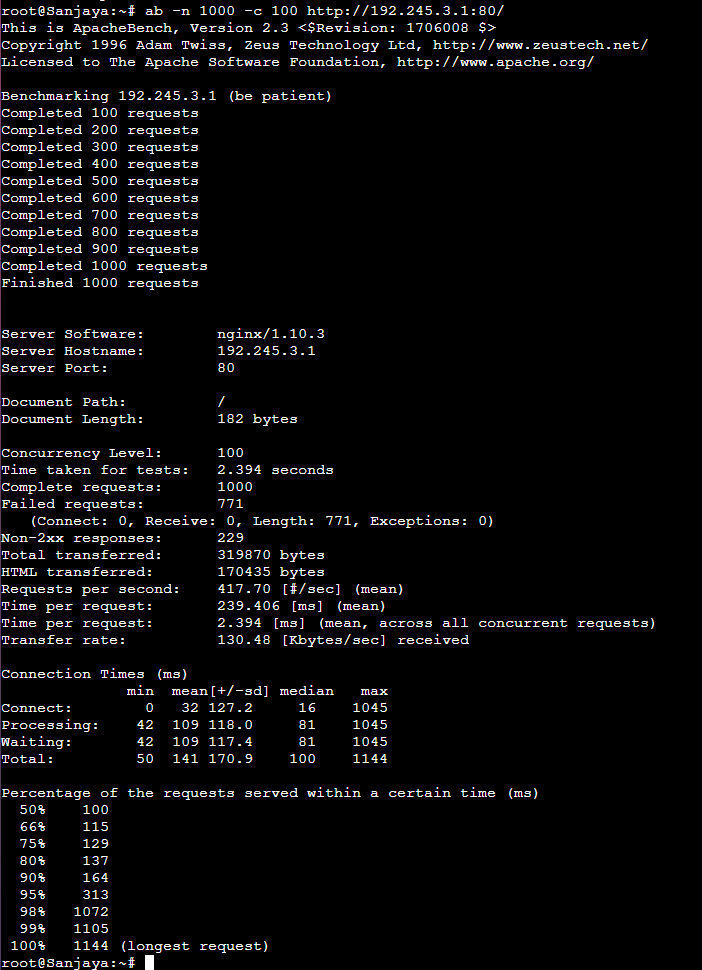 root@Sanjaya:~# ab -n 1000 -c 100 http://192.245.3.1:80/
This is ApacheBench, Version 2.3 <$Revision: 1706008 $>
Copyright 1996 Adam Twiss, Zeus Technology Ltd, http://www.zeustech.net/
Licensed to The Apache Software Foundation, http://www.apache.org/

Benchmarking 192.245.3.1 (be patient)
Completed 100 requests
Completed 200 requests
Completed 300 requests
Completed 400 requests
Completed 500 requests
Completed 600 requests
Completed 700 requests
Completed 800 requests
Completed 900 requests
Completed 1000 requests
Finished 1000 requests


Server Software:        nginx/1.10.3
Server Hostname:        192.245.3.1
Server Port:            80

Document Path:          /
Document Length:        182 bytes

Concurrency Level:      100
Time taken for tests:   2.394 seconds
Complete requests:      1000
Failed requests:        771
   (Connect: 0, Receive: 0, Length: 771, Exceptions: 0)
Non-2xx responses:      229
Total transferred:      319870 bytes
HTML transferred:       170435 bytes
Requests per second:    417.70 [#/sec] (mean)
Time per request:       239.406 [ms] (mean)
Time per request:       2.394 [ms] (mean, across all concurrent requests)
Transfer rate:          130.48 [Kbytes/sec] received

Connection Times (ms)
              min  mean[+/-sd] median   max
Connect:        0   32 127.2     16    1045
Processing:    42  109 118.0     81    1045
Waiting:       42  109 117.4     81    1045
Total:         50  141 170.9    100    1144

Percentage of the requests served within a certain time (ms)
  50%    100
  66%    115
  75%    129
  80%    137
  90%    164
  95%    313
  98%   1072
  99%   1105
 100%   1144 (longest request)
root@Sanjaya:~#